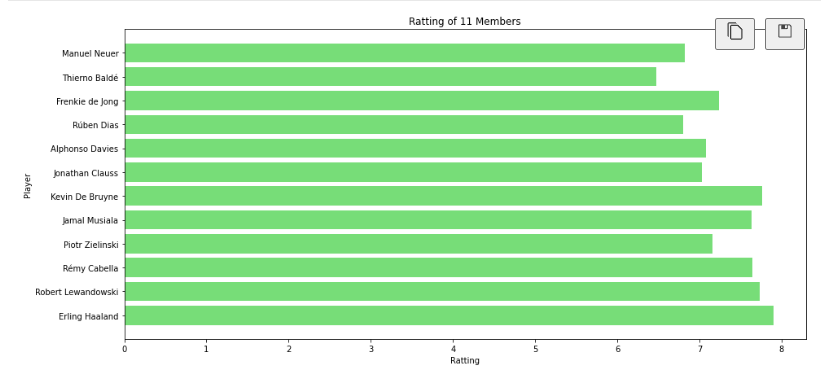 Ratting of 11 Members
Player
Manuel Neuer
Thierno Baldé
Frenkie de Jong
Rúben Dias
Alphonso Davies
Jonathan Clauss
Kevin De Bruyne
Jamal Musiala
Piotr Zielinski
Rémy Cabella
Robert Lewandowski
Erling Haaland
0 1 2 3 4 5 6 7 8
Ratting